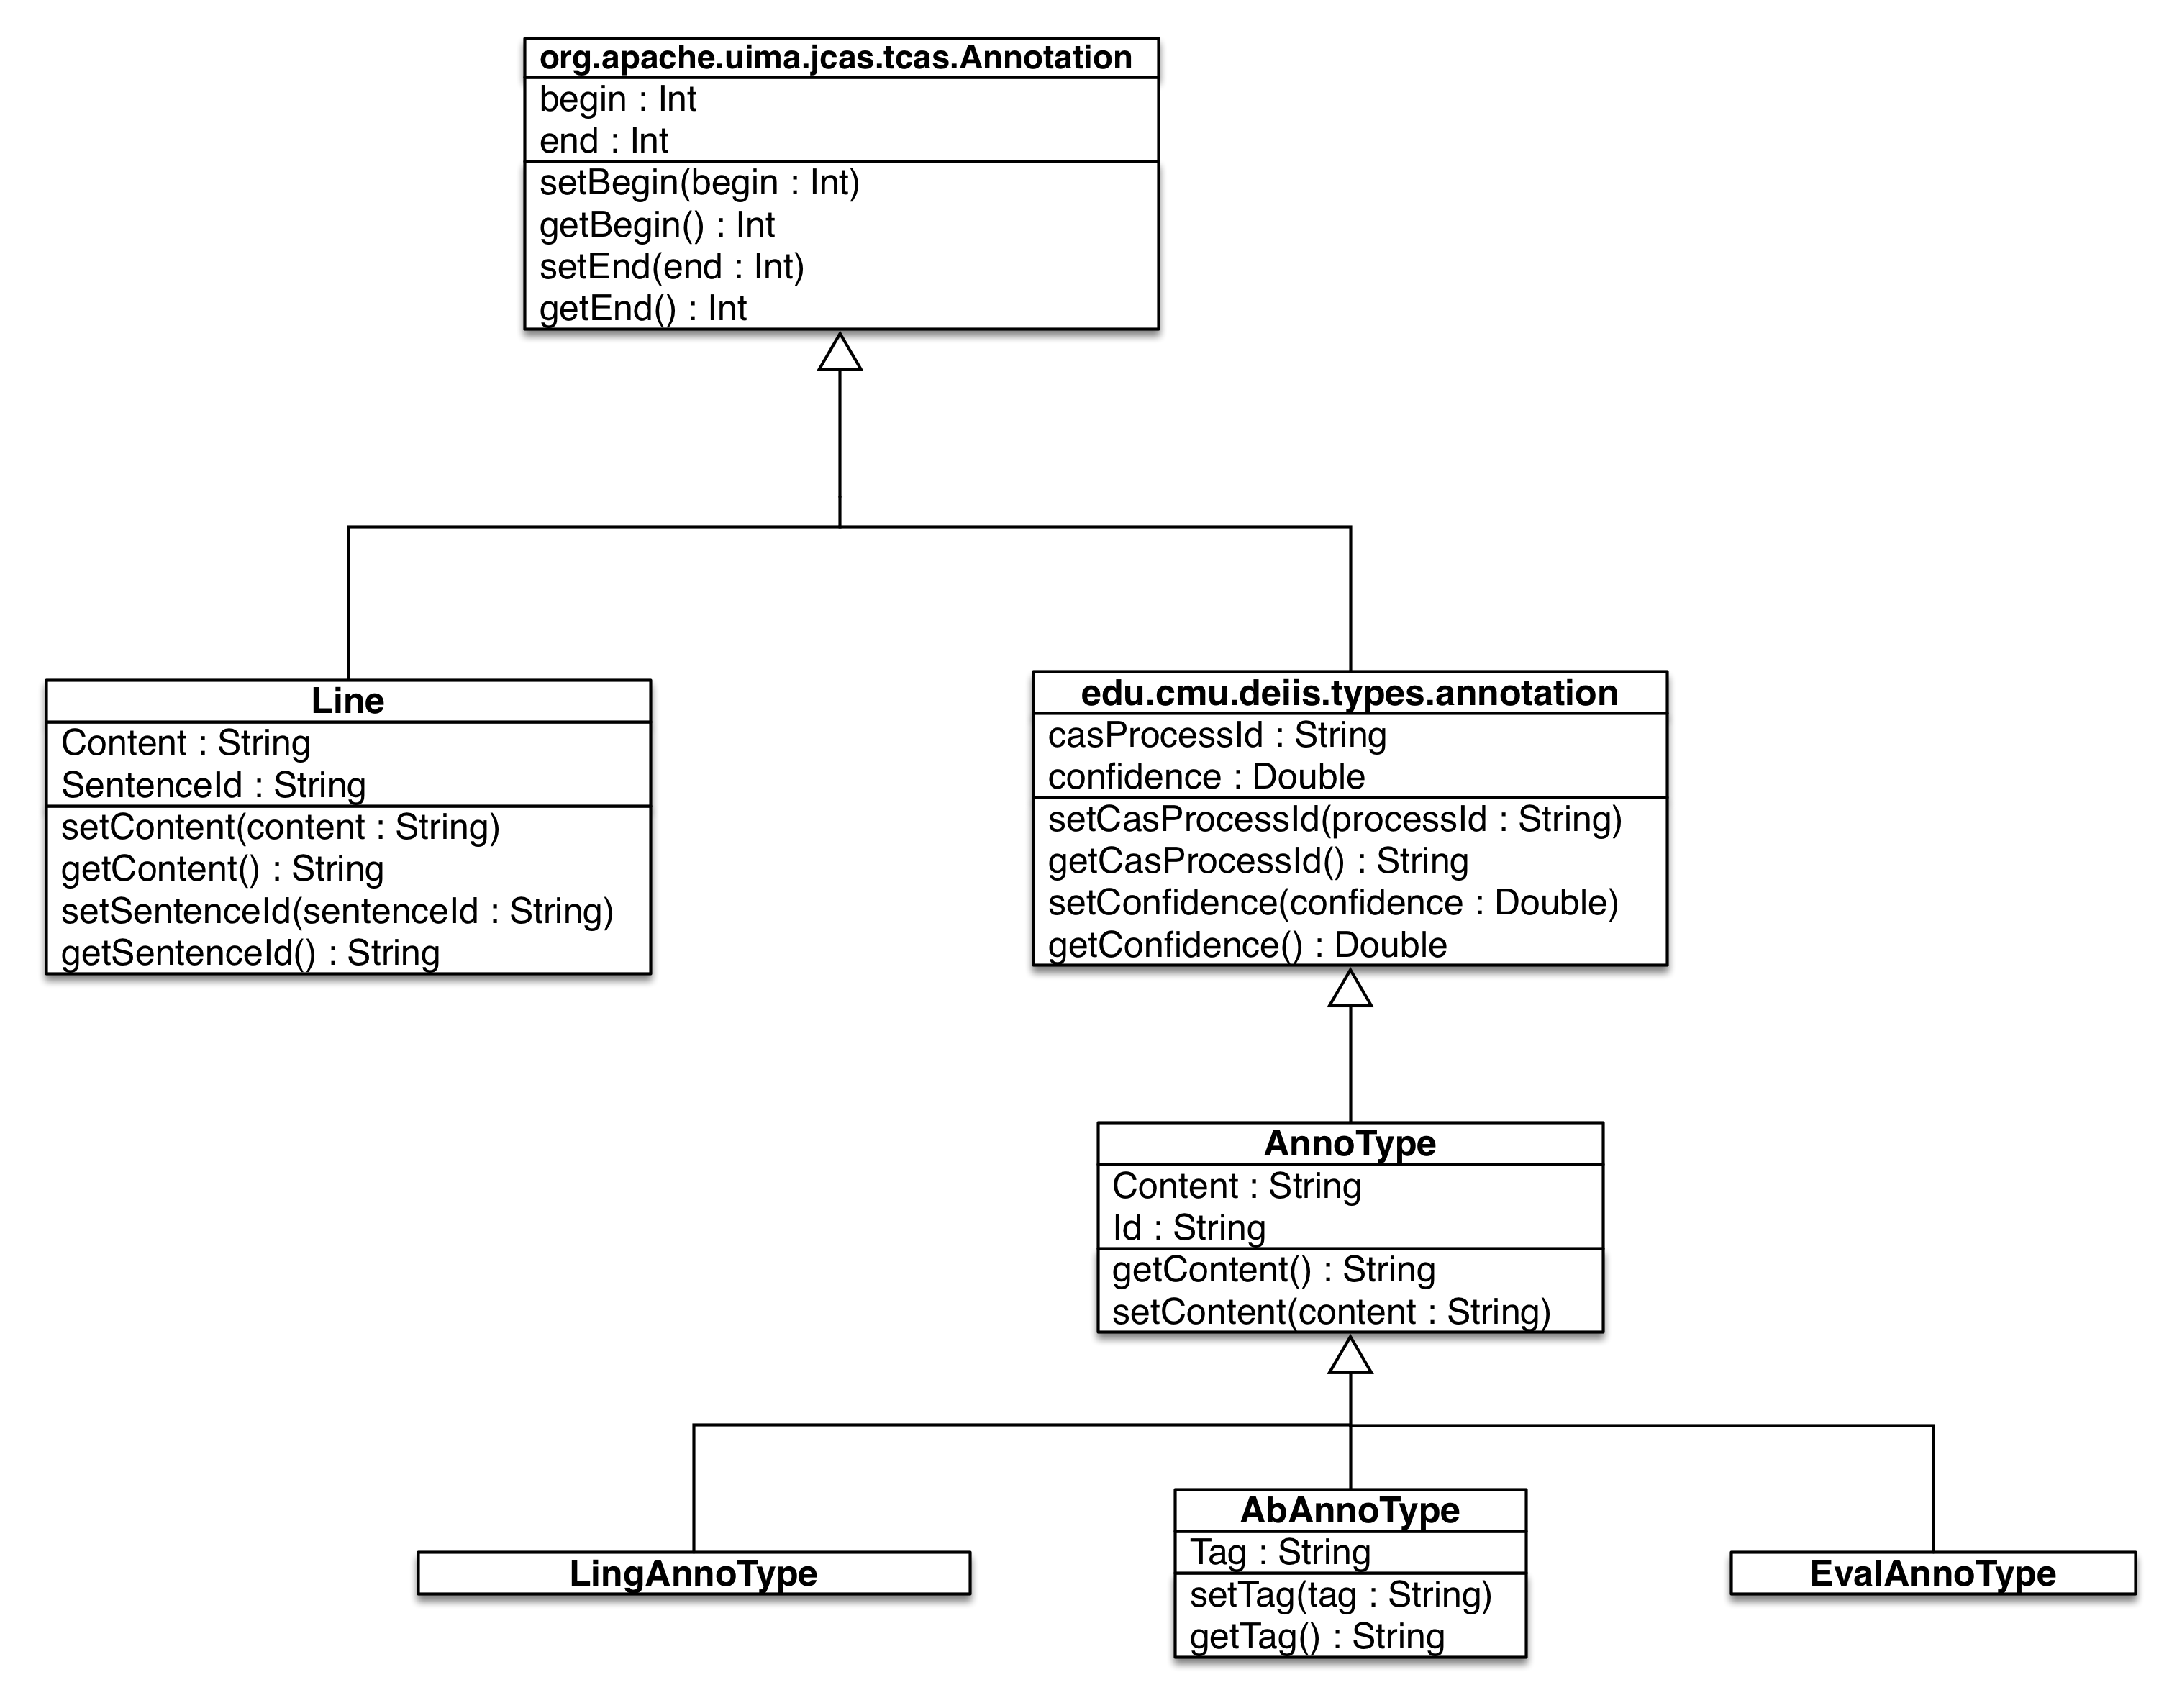 org.apache.uima.jcas.tcas.Annotation
begin : Int
end : Int
setBegin(begin : Int)
getBegin() : Int
setEnd(end : Int)
getEnd() : Int
Line
Content : String
SentenceId : String
setContent(content : String)
getContent() : String
setSentenceId(sentenceId : String)
getSentenceId() : String
edu.cmu.deiis.types.annotation
casProcessId : String
confidence : Double
setCasProcessId(processId : String)
getCasProcessId() : String
setConfidence(confidence : Double)
getConfidence() : Double
AnnoType
Content : String
Id : String
getContent() : String
setContent(content : String)
LingAnnoType
AbAnnoType
Tag : String
setTag(tag : String)
getTag() : String
EvalAnnoType